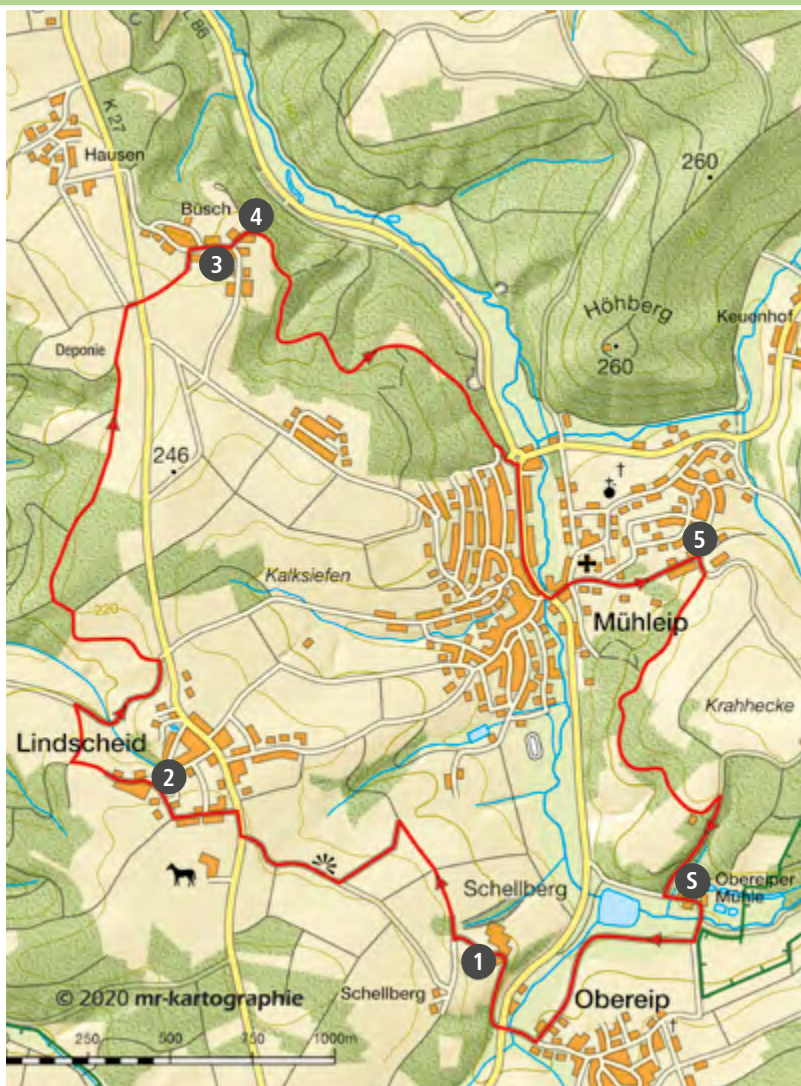 L 86
K 27
Hausen
260
Büsch
4
3
Höhberg
Keuenhof
Deponie
260
246
5
Kalksiefen
Mühleip
220
Krahhecke
Lindscheid
2
S
Obereiper
Mühle
Schellberg
1
Schellberg
Obereip
© 2020 mr-kartographie
250
500
750
1000m